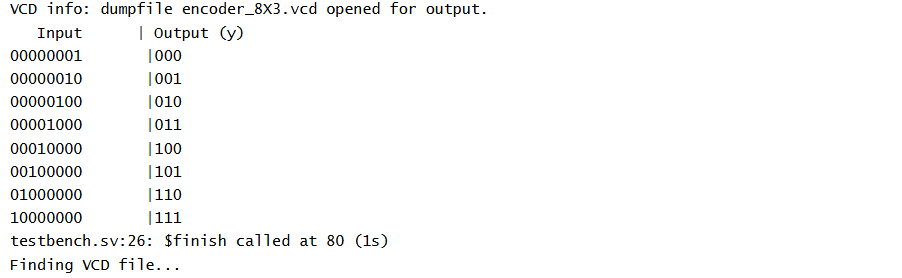 VCD info: dumpfile encoder_8X3.vcd opened for output.
   Input      | Output (y)
00000001       |000
00000010       |001
00000100       |010
00001000       |011
00010000       |100
00100000       |101
01000000       |110
10000000       |111
testbench.sv:26: $finish called at 80 (1s)
Finding VCD file...